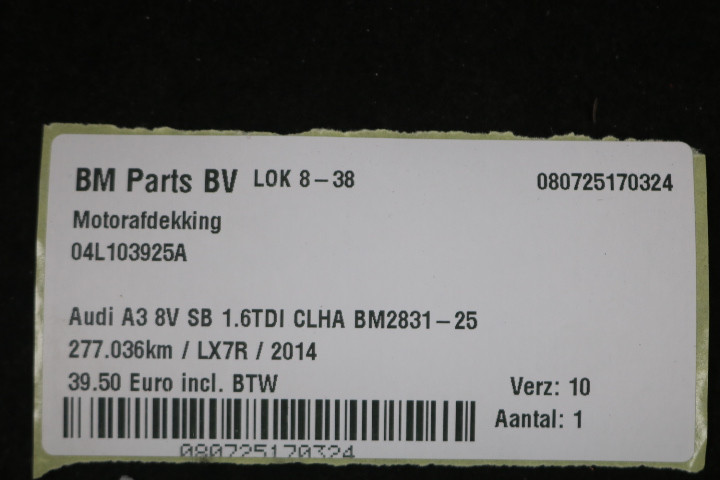 BM Parts BV LOK 8-38 080725170324
Motorafdekking
04L103925A
Audi A3 8V SB 1.6TDI CLHA BM2831-25
277.036km / LX7R / 2014
39.50 Euro incl. BTW Verz: 10
Aantal: 1
080725170324